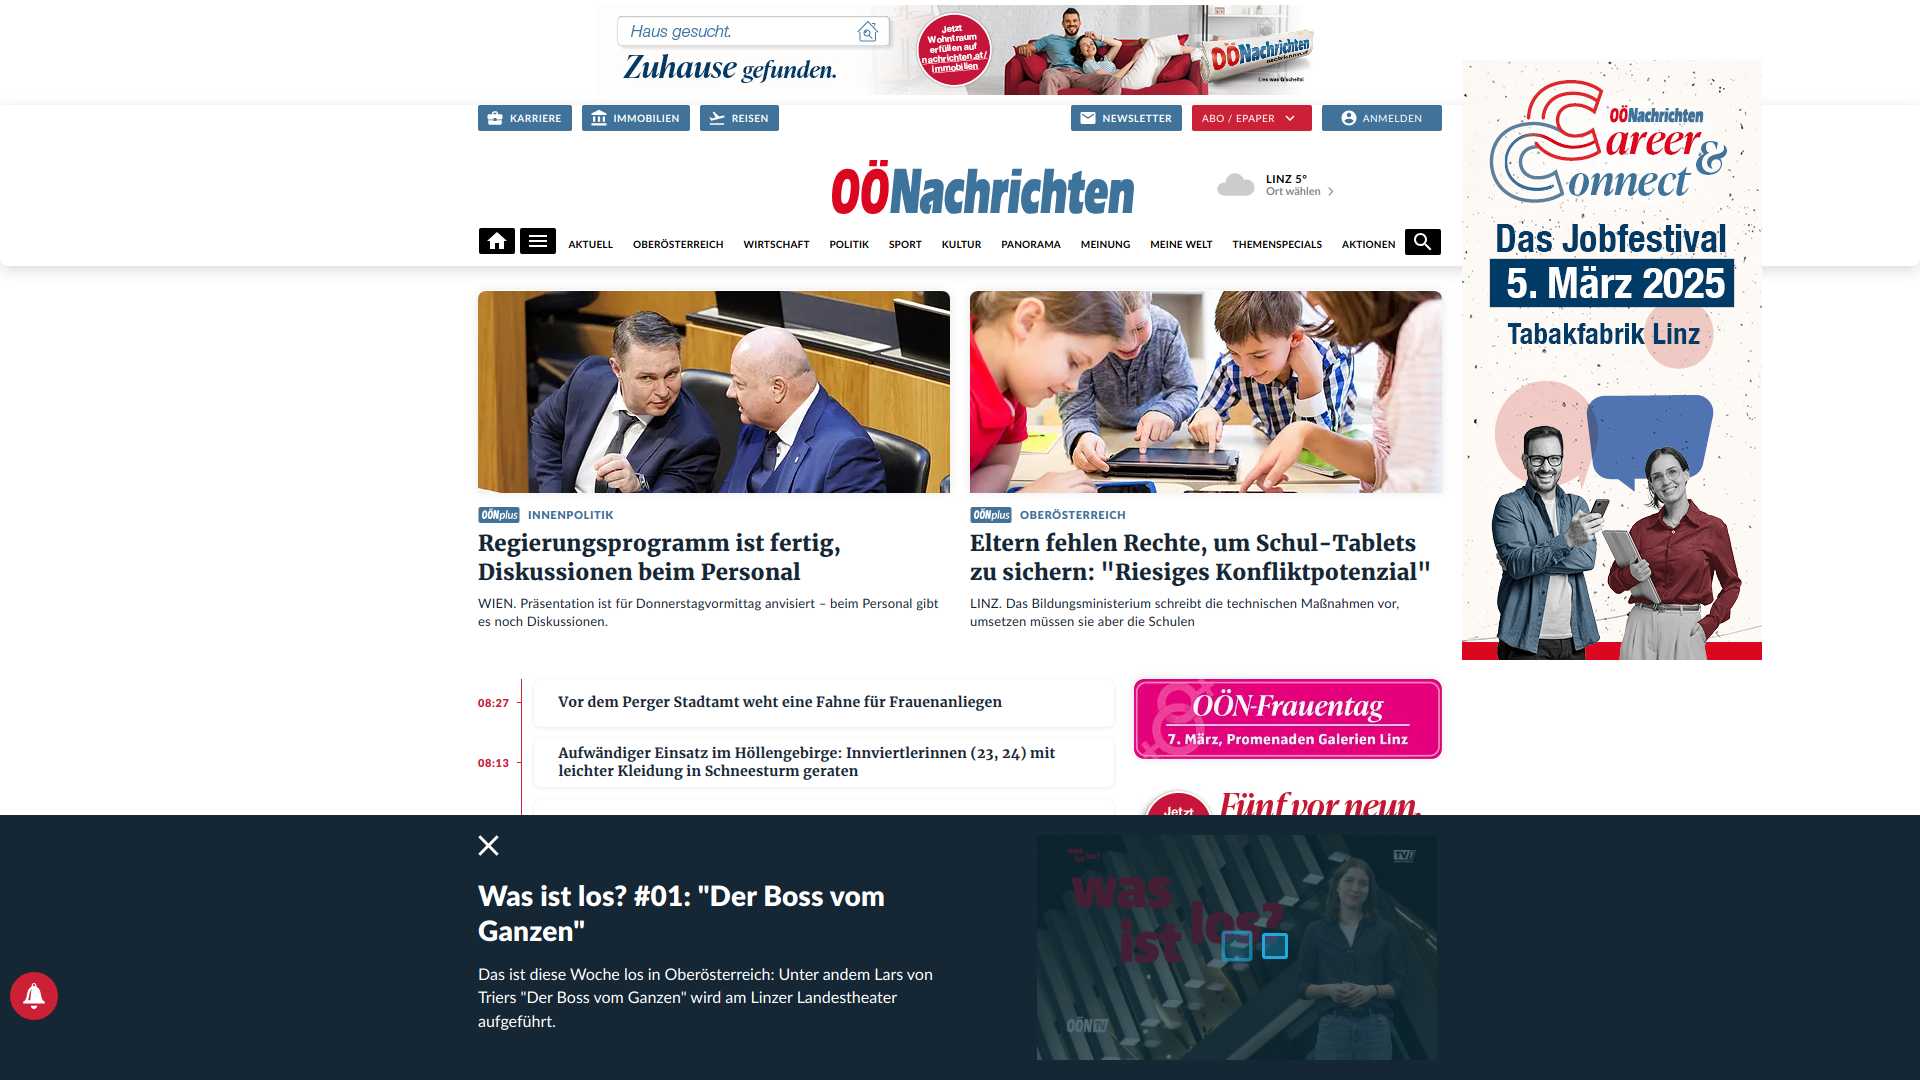 Haus gesucht.
Zuhause gefunden.
Jetzt
Wohntraum
erfüllen auf
nachrichten.at/
immobilien
OÖNachrichten
Lies was G'scheits!
KARRIERE
IMMOBILIEN
REISEN
NEWSLETTER
ABO / EPAPER
ANMELDEN
OÖNachrichten
LINZ 5°
Ort wählen
AKTUELL
OBERÖSTERREICH
WIRTSCHAFT
POLITIK
SPORT
KULTUR
PANORAMA
MEINUNG
MEINE WELT
THEMENSPECIALS
AKTIONEN
OÖNachrichten
Career &
Connect
Das Jobfestival
5. März 2025
Tabakfabrik Linz
OÖNplus INNENPOLITIK
Regierungsprogramm ist fertig,
Diskussionen beim Personal
WIEN. Präsentation ist für Donnerstagvormittag anvisiert – beim Personal gibt
es noch Diskussionen.
OÖNplus OBERÖSTERREICH
Eltern fehlen Rechte, um Schul-Tablets
zu sichern: "Riesiges Konfliktpotenzial"
LINZ. Das Bildungsministerium schreibt die technischen Maßnahmen vor,
umsetzen müssen sie aber die Schulen
08:27
Vor dem Perger Stadtamt weht eine Fahne für Frauenanliegen
08:13
Aufwändiger Einsatz im Höllengebirge: Innviertlerinnen (23, 24) mit
leichter Kleidung in Schneesturm geraten
OÖN-Frauentag
7. März, Promenaden Galerien Linz
Jetzt
Fünf vor neun.
Was ist los? #01: "Der Boss vom
Ganzen"
Das ist diese Woche los in Oberösterreich: Unter andem Lars von
Triers "Der Boss vom Ganzen" wird am Linzer Landestheater
aufgeführt.
was
ist los?
TV1
OÖNTV